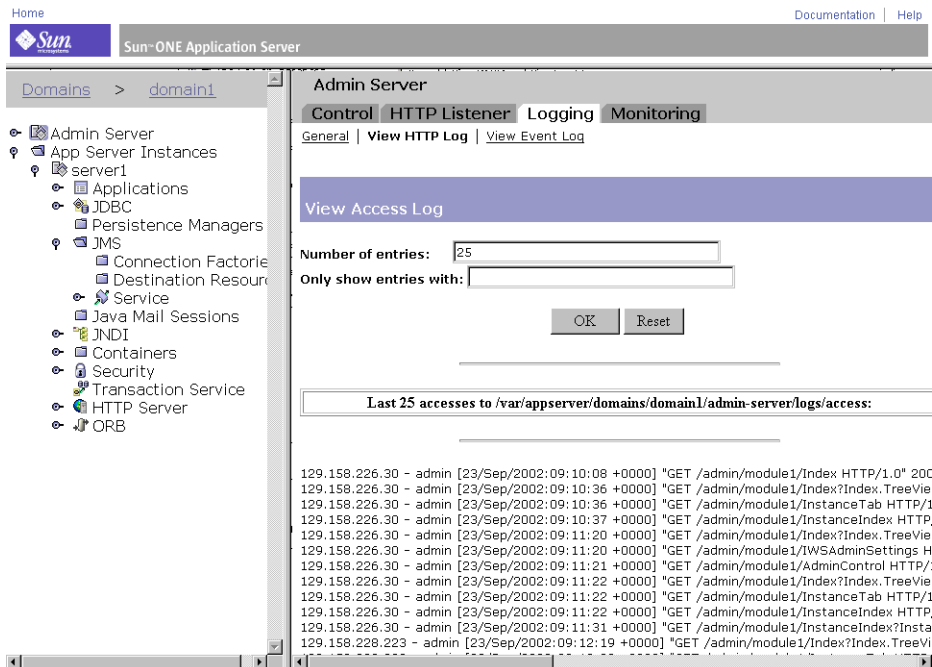 Home
Documentation | Help
Sun
microsystems
Sun™ ONE Application Server
Domains > domain1
Admin Server
App Server Instances
server1
Applications
JDBC
Persistence Managers
JMS
Connection Factorie
Destination Resour
Service
Java Mail Sessions
JNDI
Containers
Security
Transaction Service
HTTP Server
ORB
Admin Server
Control HTTP Listener Logging Monitoring
General | View HTTP Log | View Event Log
View Access Log
Number of entries: 25
Only show entries with:
OK Reset
Last 25 accesses to /var/appserver/domains/domain1/admin-server/logs/access:
129.158.226.30 - admin [23/Sep/2002:09:10:08 +0000] "GET /admin/module1/Index HTTP/1.0" 200
129.158.226.30 - admin [23/Sep/2002:09:10:36 +0000] "GET /admin/module1/Index?Index.TreeVie
129.158.226.30 - admin [23/Sep/2002:09:10:36 +0000] "GET /admin/module1/InstanceTab HTTP/1
129.158.226.30 - admin [23/Sep/2002:09:10:37 +0000] "GET /admin/module1/InstanceIndex HTTP
129.158.226.30 - admin [23/Sep/2002:09:11:20 +0000] "GET /admin/module1/Index?Index.TreeVie
129.158.226.30 - admin [23/Sep/2002:09:11:20 +0000] "GET /admin/module1/IWSAdminSettings H
129.158.226.30 - admin [23/Sep/2002:09:11:21 +0000] "GET /admin/module1/AdminControl HTTP/
129.158.226.30 - admin [23/Sep/2002:09:11:22 +0000] "GET /admin/module1/Index?Index.TreeVie
129.158.226.30 - admin [23/Sep/2002:09:11:22 +0000] "GET /admin/module1/InstanceTab HTTP/1
129.158.226.30 - admin [23/Sep/2002:09:11:22 +0000] "GET /admin/module1/InstanceIndex HTTP
129.158.226.30 - admin [23/Sep/2002:09:11:31 +0000] "GET /admin/module1/InstanceIndex?Insta
129.158.228.223 - admin [23/Sep/2002:09:12:19 +0000] "GET /admin/module1/Index?Index.TreeVi